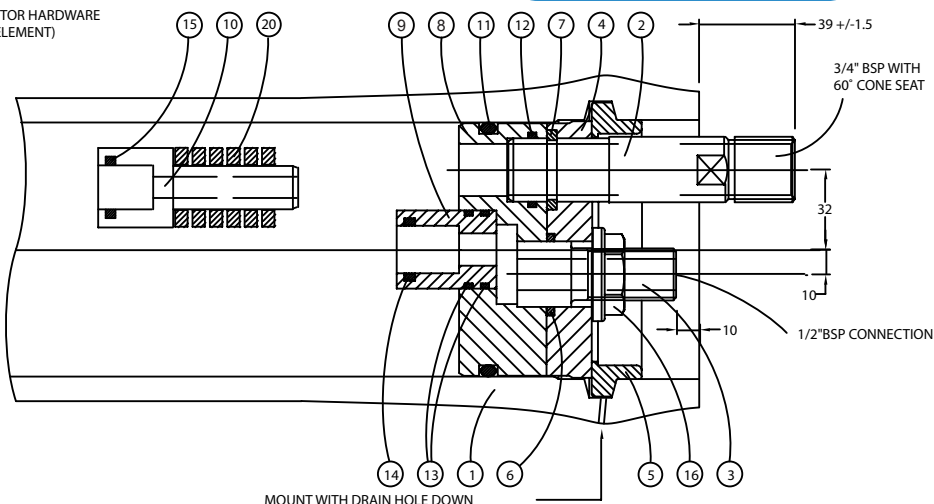 TOR HARDWARE
ELEMENT)
15 10 20 9 8 11 12 7 4 2
39 +/-1.5
3/4" BSP WITH
60° CONE SEAT
32
10
10
1/2"BSP CONNECTION
14 13 1 6 5 16 3
MOUNT WITH DRAIN HOLE DOWN